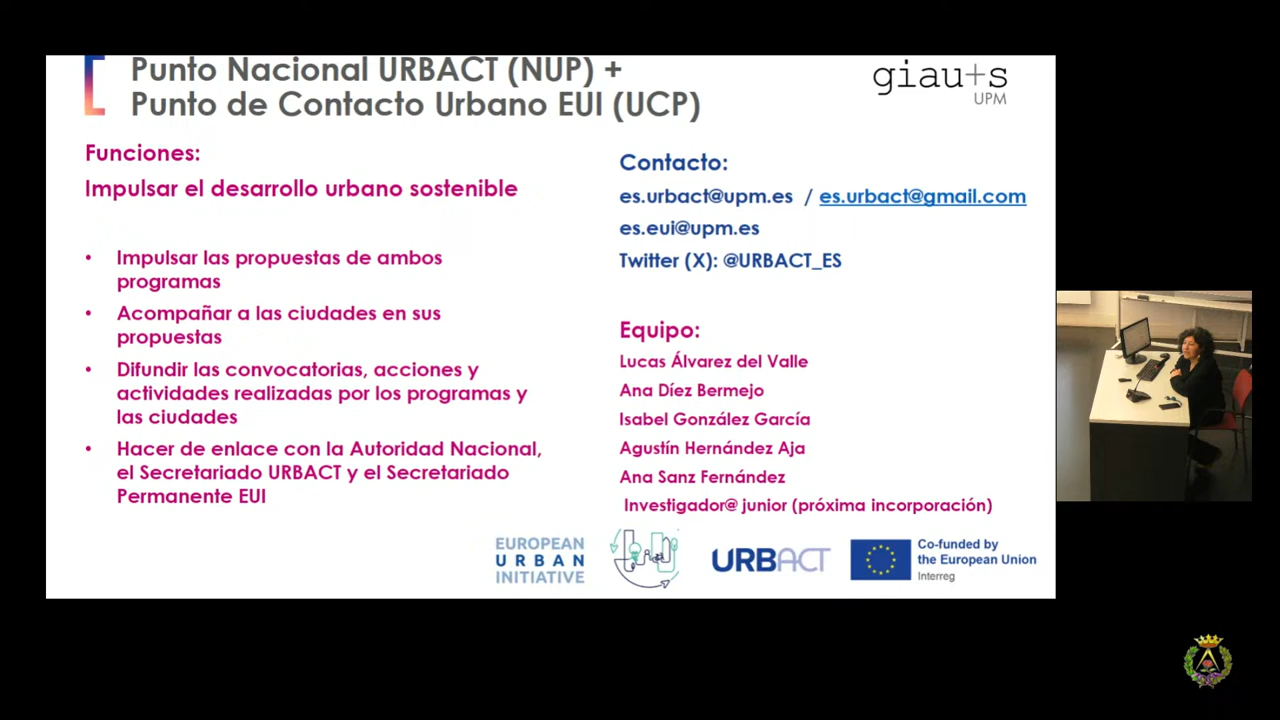 Punto Nacional URBACT (NUP) +
Punto de Contacto Urbano EUI (UCP)
giau+s
UPM
Funciones:
Impulsar el desarrollo urbano sostenible
• Impulsar las propuestas de ambos
programas
• Acompañar a las ciudades en sus
propuestas
• Difundir las convocatorias, acciones y
actividades realizadas por los programas y
las ciudades
• Hacer de enlace con la Autoridad Nacional,
el Secretariado URBACT y el Secretariado
Permanente EUI
Contacto:
es.urbact@upm.es / es.urbact@gmail.com
es.eui@upm.es
Twitter (X): @URBACT_ES
Equipo:
Lucas Álvarez del Valle
Ana Díez Bermejo
Isabel González García
Agustín Hernández Aja
Ana Sanz Fernández
Investigador@ junior (próxima incorporación)
EUROPEAN
URBAN
INITIATIVE
URBACT
Co-funded by
the European Union
Interreg